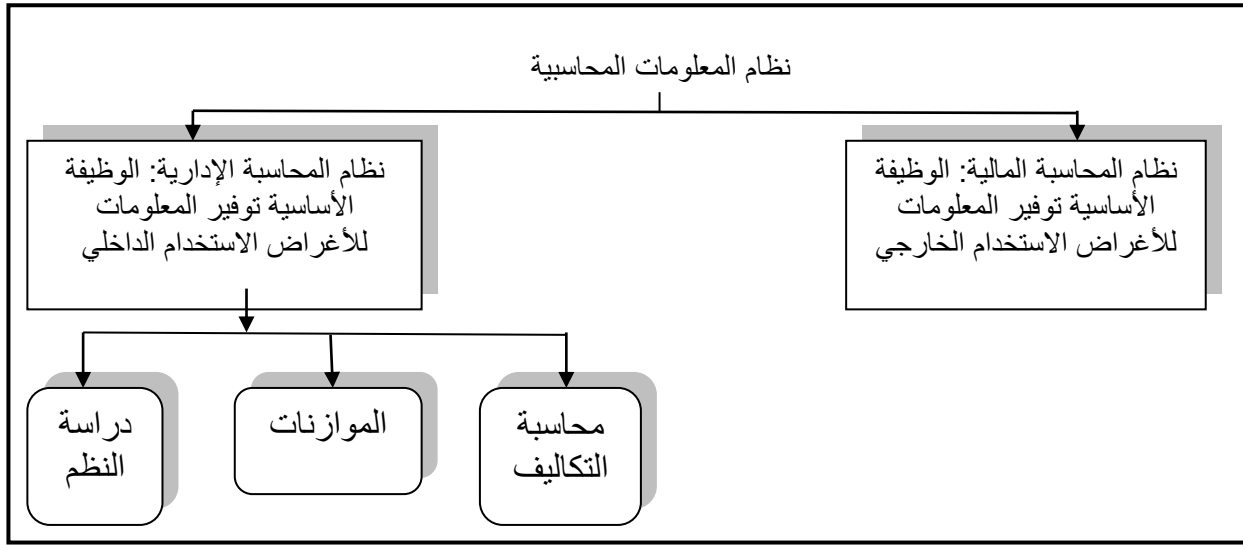 نظام المعلومات المحاسبية
نظام المحاسبة المالية: الوظيفة
الأساسية توفير المعلومات
للأغراض الاستخدام الخارجي
نظام المحاسبة الإدارية: الوظيفة
الأساسية توفير المعلومات
للأغراض الاستخدام الداخلي
محاسبة
التكاليف
الموازنات
دراسة
النظم